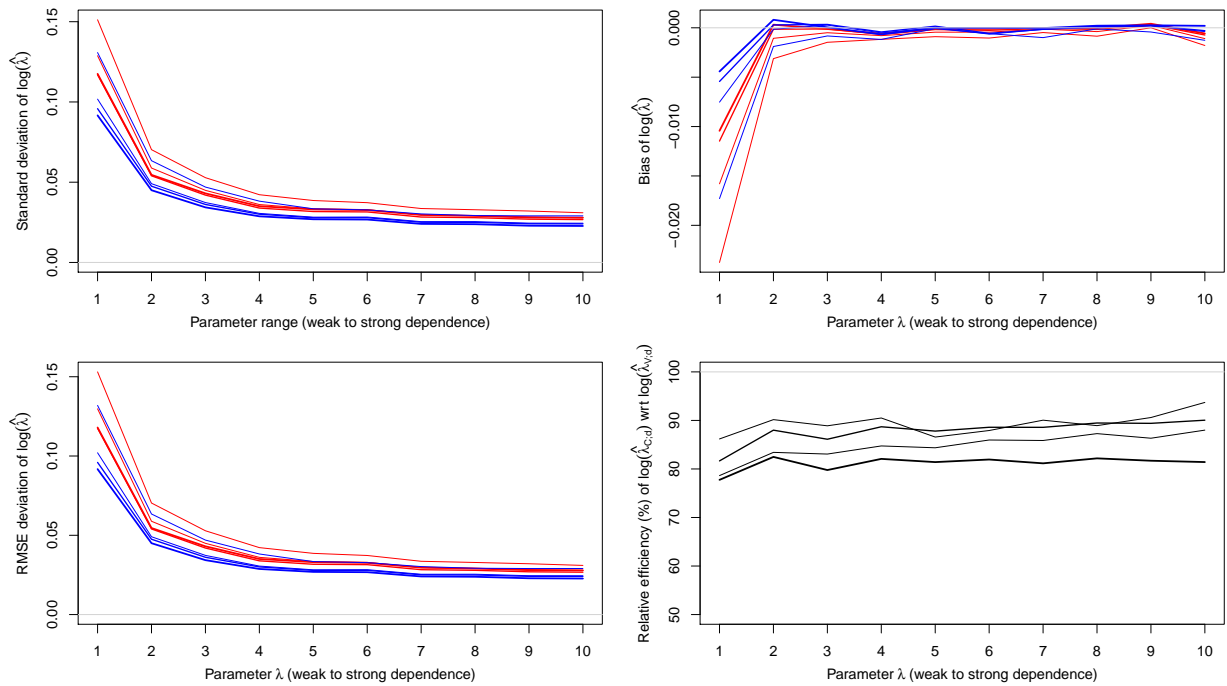 Standard deviation of log(λ̂)
0.00 0.05 0.10 0.15
1 2 3 4 5 6 7 8 9 10
Parameter range (weak to strong dependence)
Bias of log(λ̂)
−0.020 −0.010 0.000
1 2 3 4 5 6 7 8 9 10
Parameter λ (weak to strong dependence)
RMSE deviation of log(λ̂)
0.00 0.05 0.10 0.15
1 2 3 4 5 6 7 8 9 10
Parameter λ (weak to strong dependence)
Relative efficiency (%) of log(λ̂C;d) wrt log(λ̂V;d)
50 60 70 80 90 100
1 2 3 4 5 6 7 8 9 10
Parameter λ (weak to strong dependence)